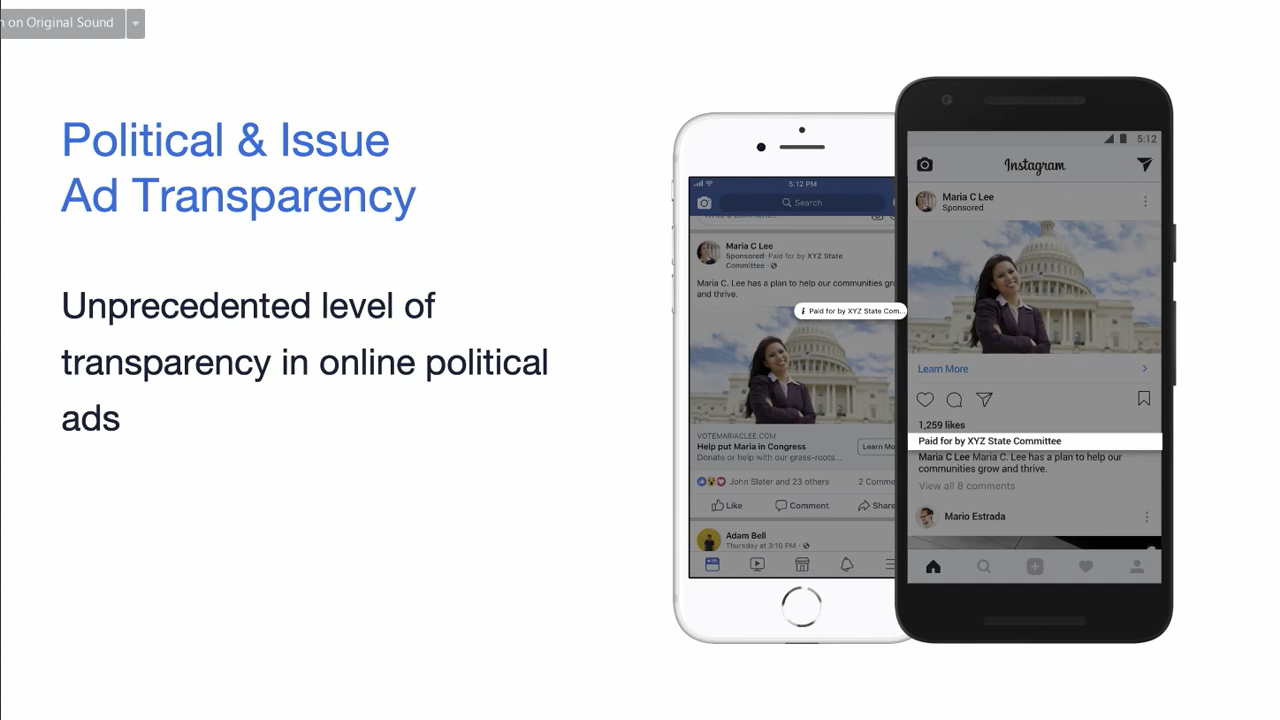 n on Original Sound
Political & Issue
Ad Transparency
Unprecedented level of
transparency in online political
ads
5:12 PM
Search
Maria C Lee
Sponsored · Paid for by XYZ State
Committee ·
Maria C. Lee has a plan to help our communities gro
and thrive.
Paid for by XYZ State Com...
VOTEMARIACLEE.COM
Help put Maria in Congress
Donate or help with our grass-roots...
Learn Mo
John Slater and 23 others
2 Comme
Like
Comment
Share
Adam Bell
Thursday at 3:10 PM ·
5:12
Instagram
Maria C Lee
Sponsored
Learn More
1,259 likes
Paid for by XYZ State Committee
Maria C Lee Maria C. Lee has a plan to help our
communities grow and thrive.
View all 8 comments
Mario Estrada